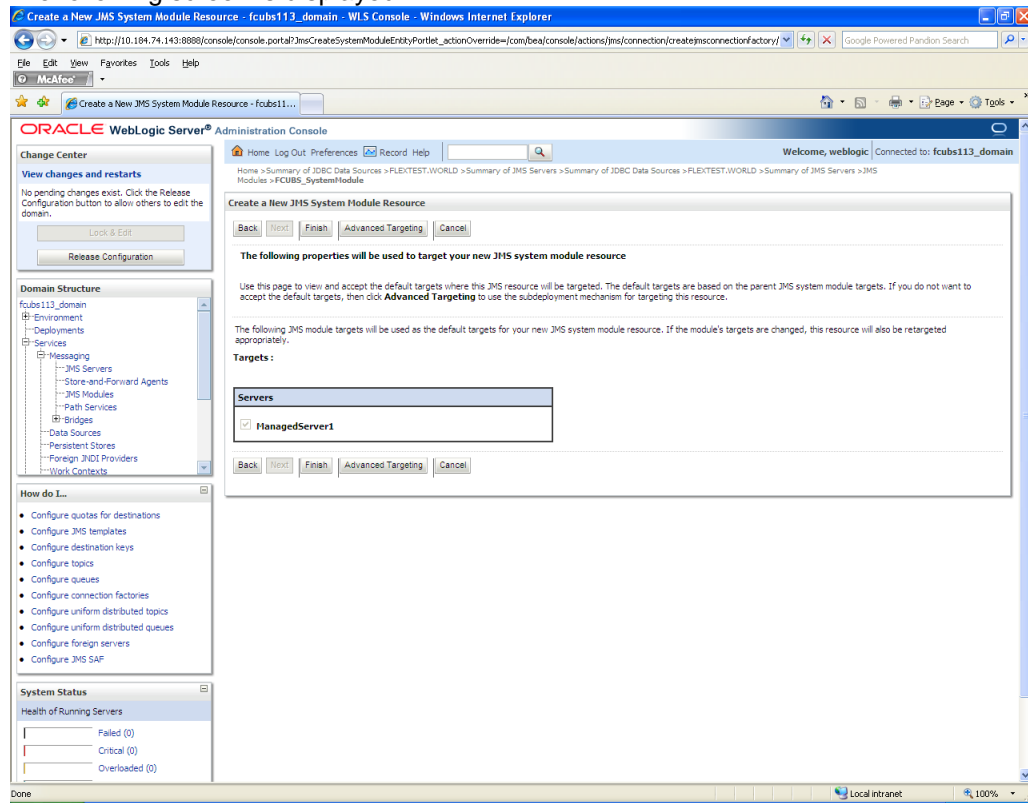 Create a New JMS System Module Resource - fcubs113_domain - WLS Console - Windows Internet Explorer
http://10.184.74.143:8888/console/console.portal?JmsCreateSystemModuleEntityPortlet_actionOverride=/com/bea/console/actions/jms/connection/createjmsconnectionfactory/
Google Powered Pandion Search
File Edit View Favorites Tools Help
McAfee
Create a New JMS System Module Resource - fcubs11...
Page Tools
ORACLE WebLogic Server® Administration Console
Change Center
View changes and restarts
No pending changes exist. Click the Release
Configuration button to allow others to edit the
domain.
Lock & Edit
Release Configuration
Domain Structure
fcubs113_domain
Environment
Deployments
Services
Messaging
JMS Servers
Store-and-Forward Agents
JMS Modules
Path Services
Bridges
Data Sources
Persistent Stores
Foreign JNDI Providers
Work Contexts
How do I...
Configure quotas for destinations
Configure JMS templates
Configure destination keys
Configure topics
Configure queues
Configure connection factories
Configure uniform distributed topics
Configure uniform distributed queues
Configure foreign servers
Configure JMS SAF
System Status
Health of Running Servers
Failed (0)
Critical (0)
Overloaded (0)
Home Log Out Preferences Record Help
Welcome, weblogic Connected to: fcubs113_domain
Home >Summary of JDBC Data Sources >FLEXTEST.WORLD >Summary of JMS Servers >Summary of JDBC Data Sources >FLEXTEST.WORLD >Summary of JMS Servers >JMS
Modules >FCUBS_SystemModule
Create a New JMS System Module Resource
Back Next Finish Advanced Targeting Cancel
The following properties will be used to target your new JMS system module resource
Use this page to view and accept the default targets where this JMS resource will be targeted. The default targets are based on the parent JMS system module targets. If you do not want to
accept the default targets, then click Advanced Targeting to use the subdeployment mechanism for targeting this resource.
The following JMS module targets will be used as the default targets for your new JMS system module resource. If the module's targets are changed, this resource will also be retargeted
appropriately.
Targets :
Servers
ManagedServer1
Back Next Finish Advanced Targeting Cancel
Done
Local intranet
100%